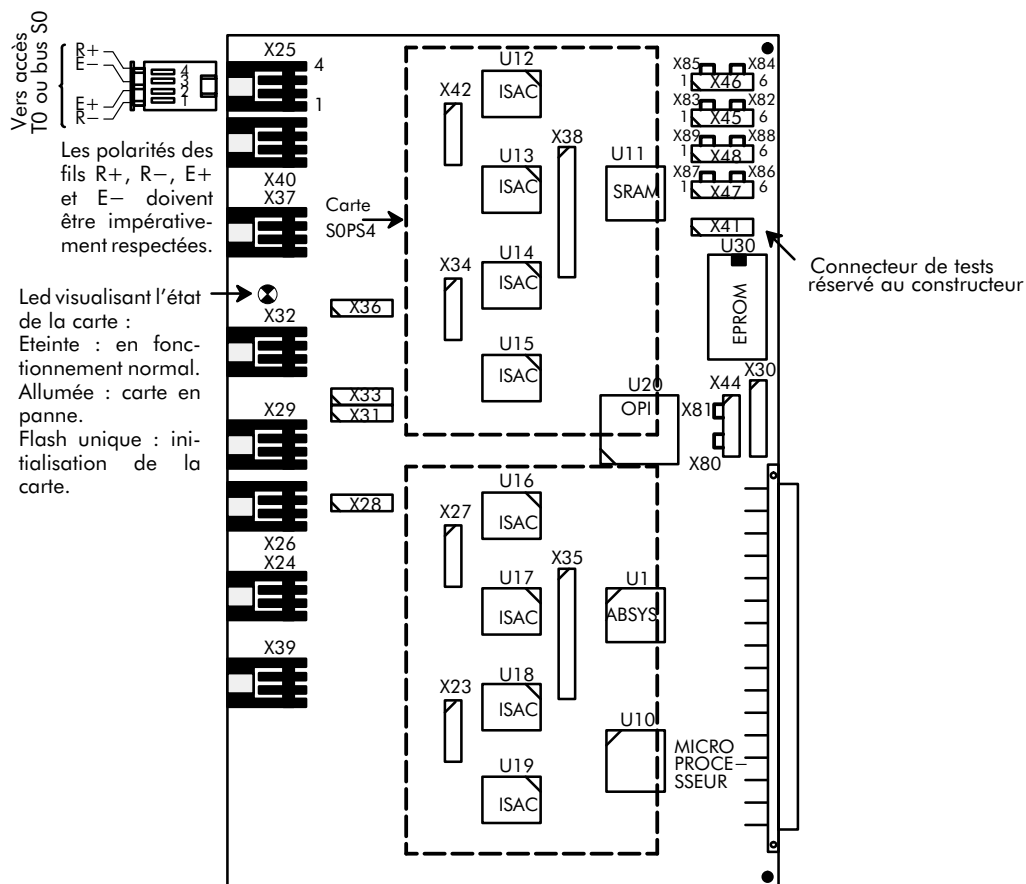 Vers accès
T0 ou bus S0
R+
E−
E+
R−
4
3
2
1
X25
4
1
Les polarités des
fils R+, R−, E+
et E− doivent
être impérative-
ment respectées.
X40
X37
Carte
S0PS4
Led visualisant l'état
de la carte :
Eteinte : en fonc-
tionnement normal.
Allumée : carte en
panne.
Flash unique : ini-
tialisation de la
carte.
X32
X29
X26
X24
X39
X36
X33
X31
X28
X42
X34
X38
U12
ISAC
U13
ISAC
U14
ISAC
U15
ISAC
U11
SRAM
U20
OPI
X85
X84
1
X46
6
X83
X82
1
X45
6
X89
X88
1
X48
6
X87
X86
1
X47
6
X41
U30
EPROM
Connecteur de tests
réservé au constructeur
X30
X44
X81
X80
X27
X23
X35
U16
ISAC
U17
ISAC
U18
ISAC
U19
ISAC
U1
ABSYS
U10
MICRO
PROCE−
SSEUR